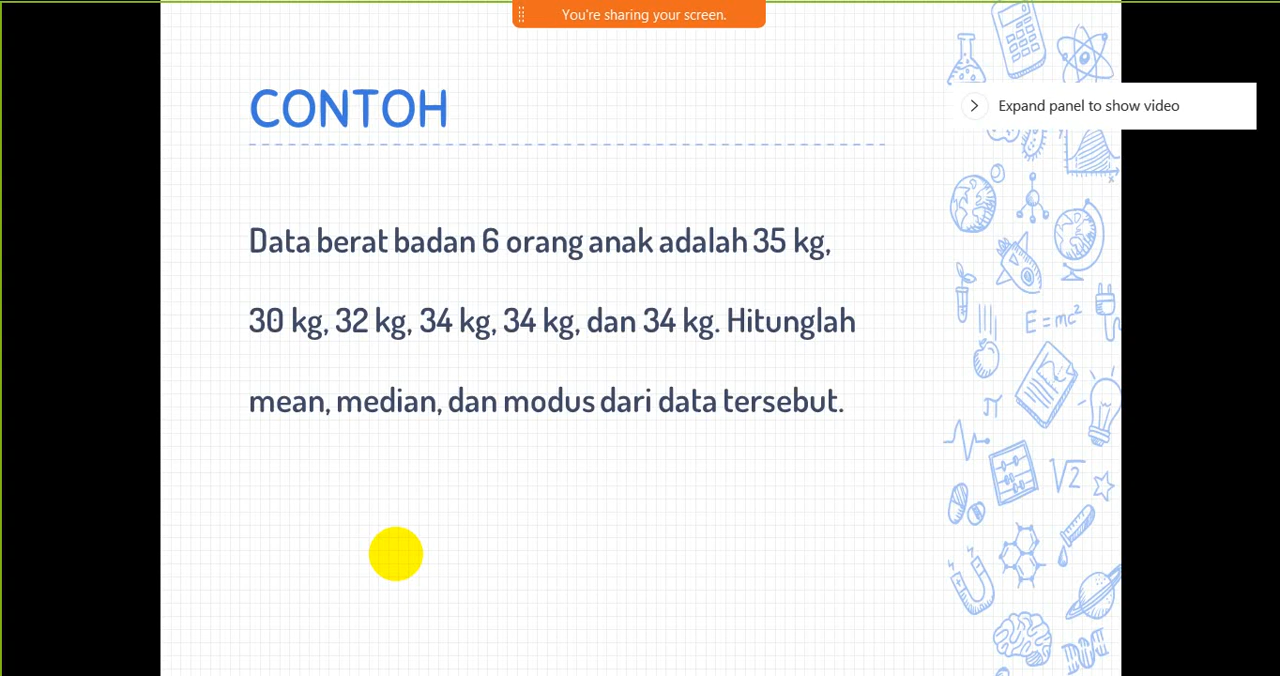 You're sharing your screen.
Expand panel to show video
CONTOH
Data berat badan 6 orang anak adalah 35 kg,
30 kg, 32 kg, 34 kg, 34 kg, dan 34 kg. Hitunglah
mean, median, dan modus dari data tersebut.
E=mc²
π
√2
x